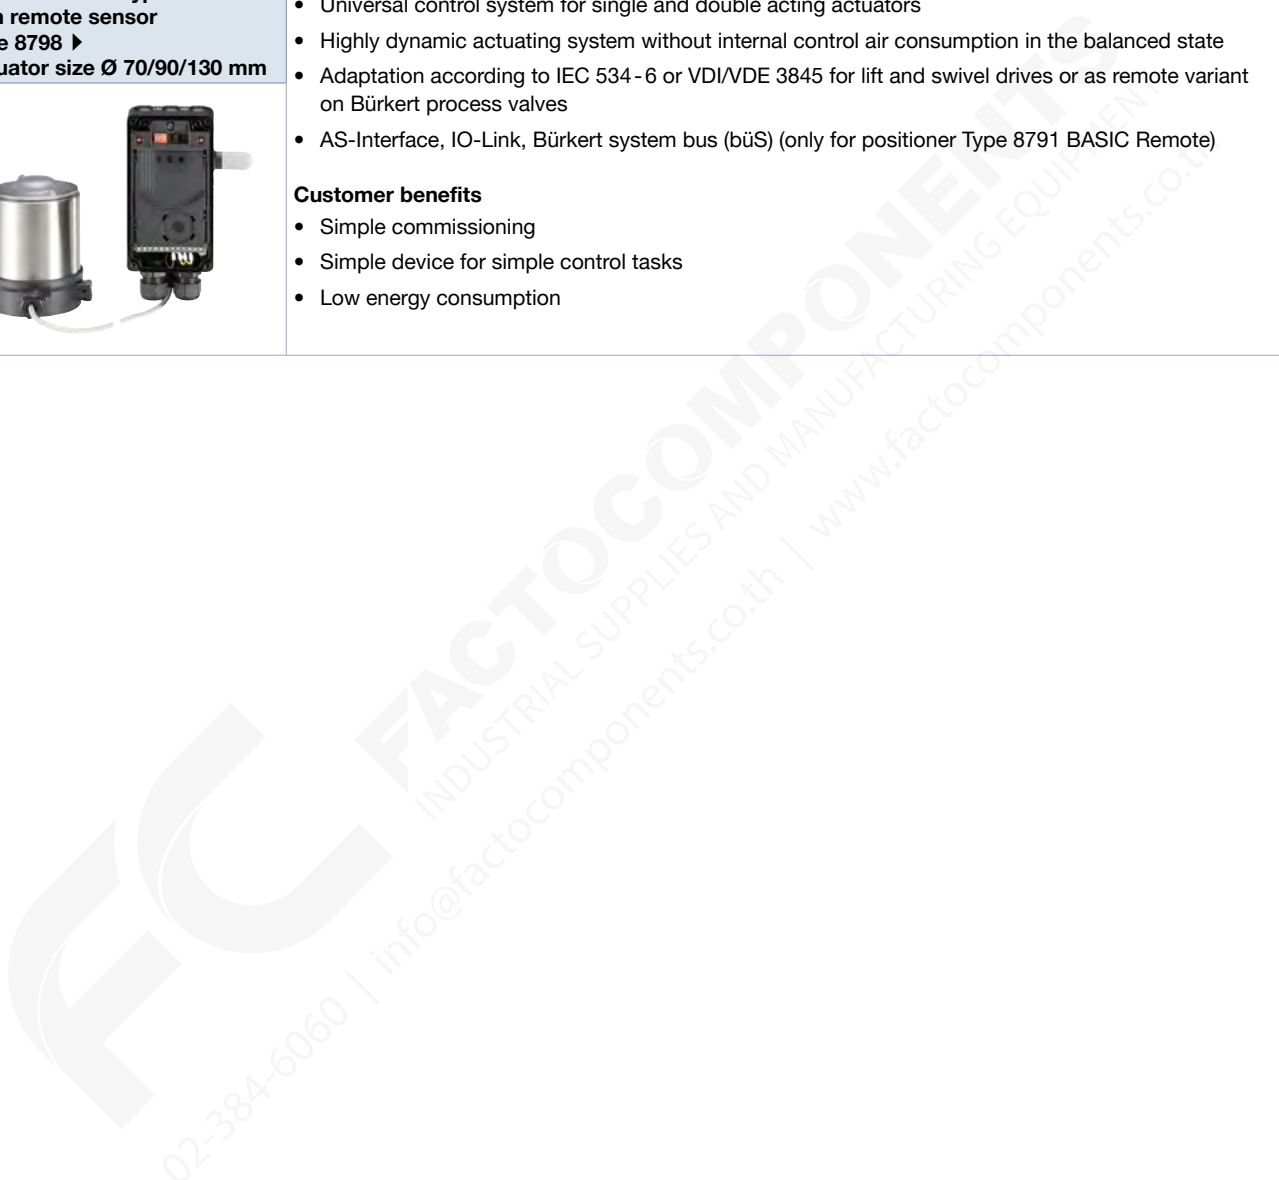 remote sensor
8798
size Ø 70/90/130 mm
• Universal control system for single and double acting actuators
• Highly dynamic actuating system without internal control air consumption in the balanced state
• Adaptation according to IEC 534-6 or VDI/VDE 3845 for lift and swivel drives or as remote variant
on Bürkert process valves
• AS-Interface, IO-Link, Bürkert system bus (büS) (only for positioner Type 8791 BASIC Remote)
Customer benefits
• Simple commissioning
• Simple device for simple control tasks
• Low energy consumption
FC
FACTOCOMPONENTS
INDUSTRIAL SUPPLIES AND MANUFACTURING EQUIPMENT
02-384-6060 | info@factocomponents.co.th | www.factocomponents.co.th